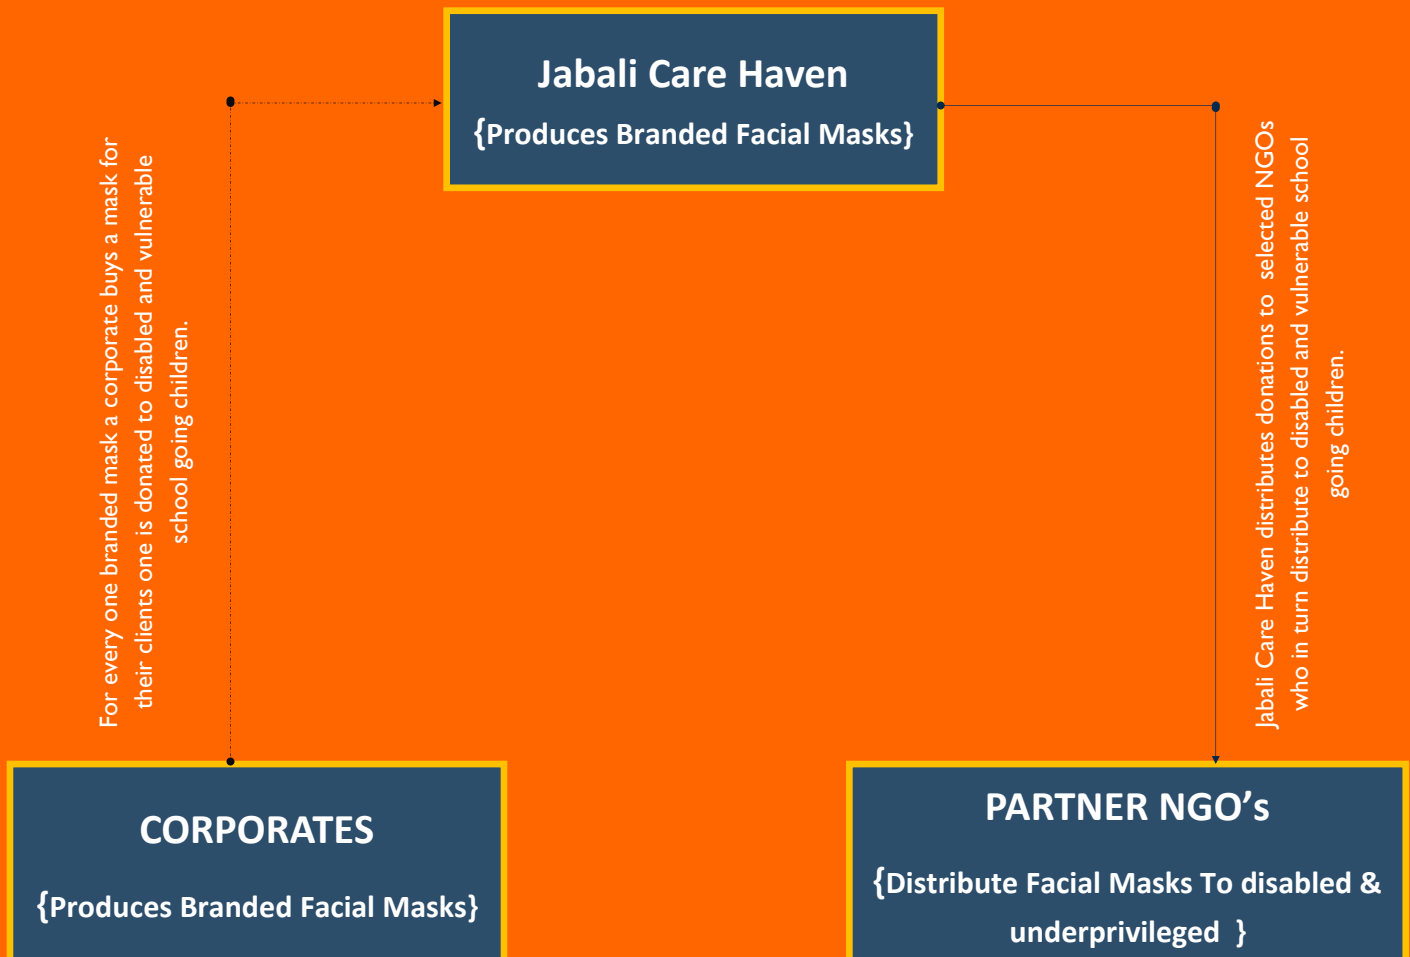 Jabali Care Haven
{Produces Branded Facial Masks}
For every one branded mask a corporate buys a mask for
their clients one is donated to disabled and vulnerable
school going children.
Jabali Care Haven distributes donations to  selected NGOs
who in turn distribute to disabled and vulnerable school
going children.
CORPORATES
{Produces Branded Facial Masks}
PARTNER NGO’s
{Distribute Facial Masks To disabled &
underprivileged  }